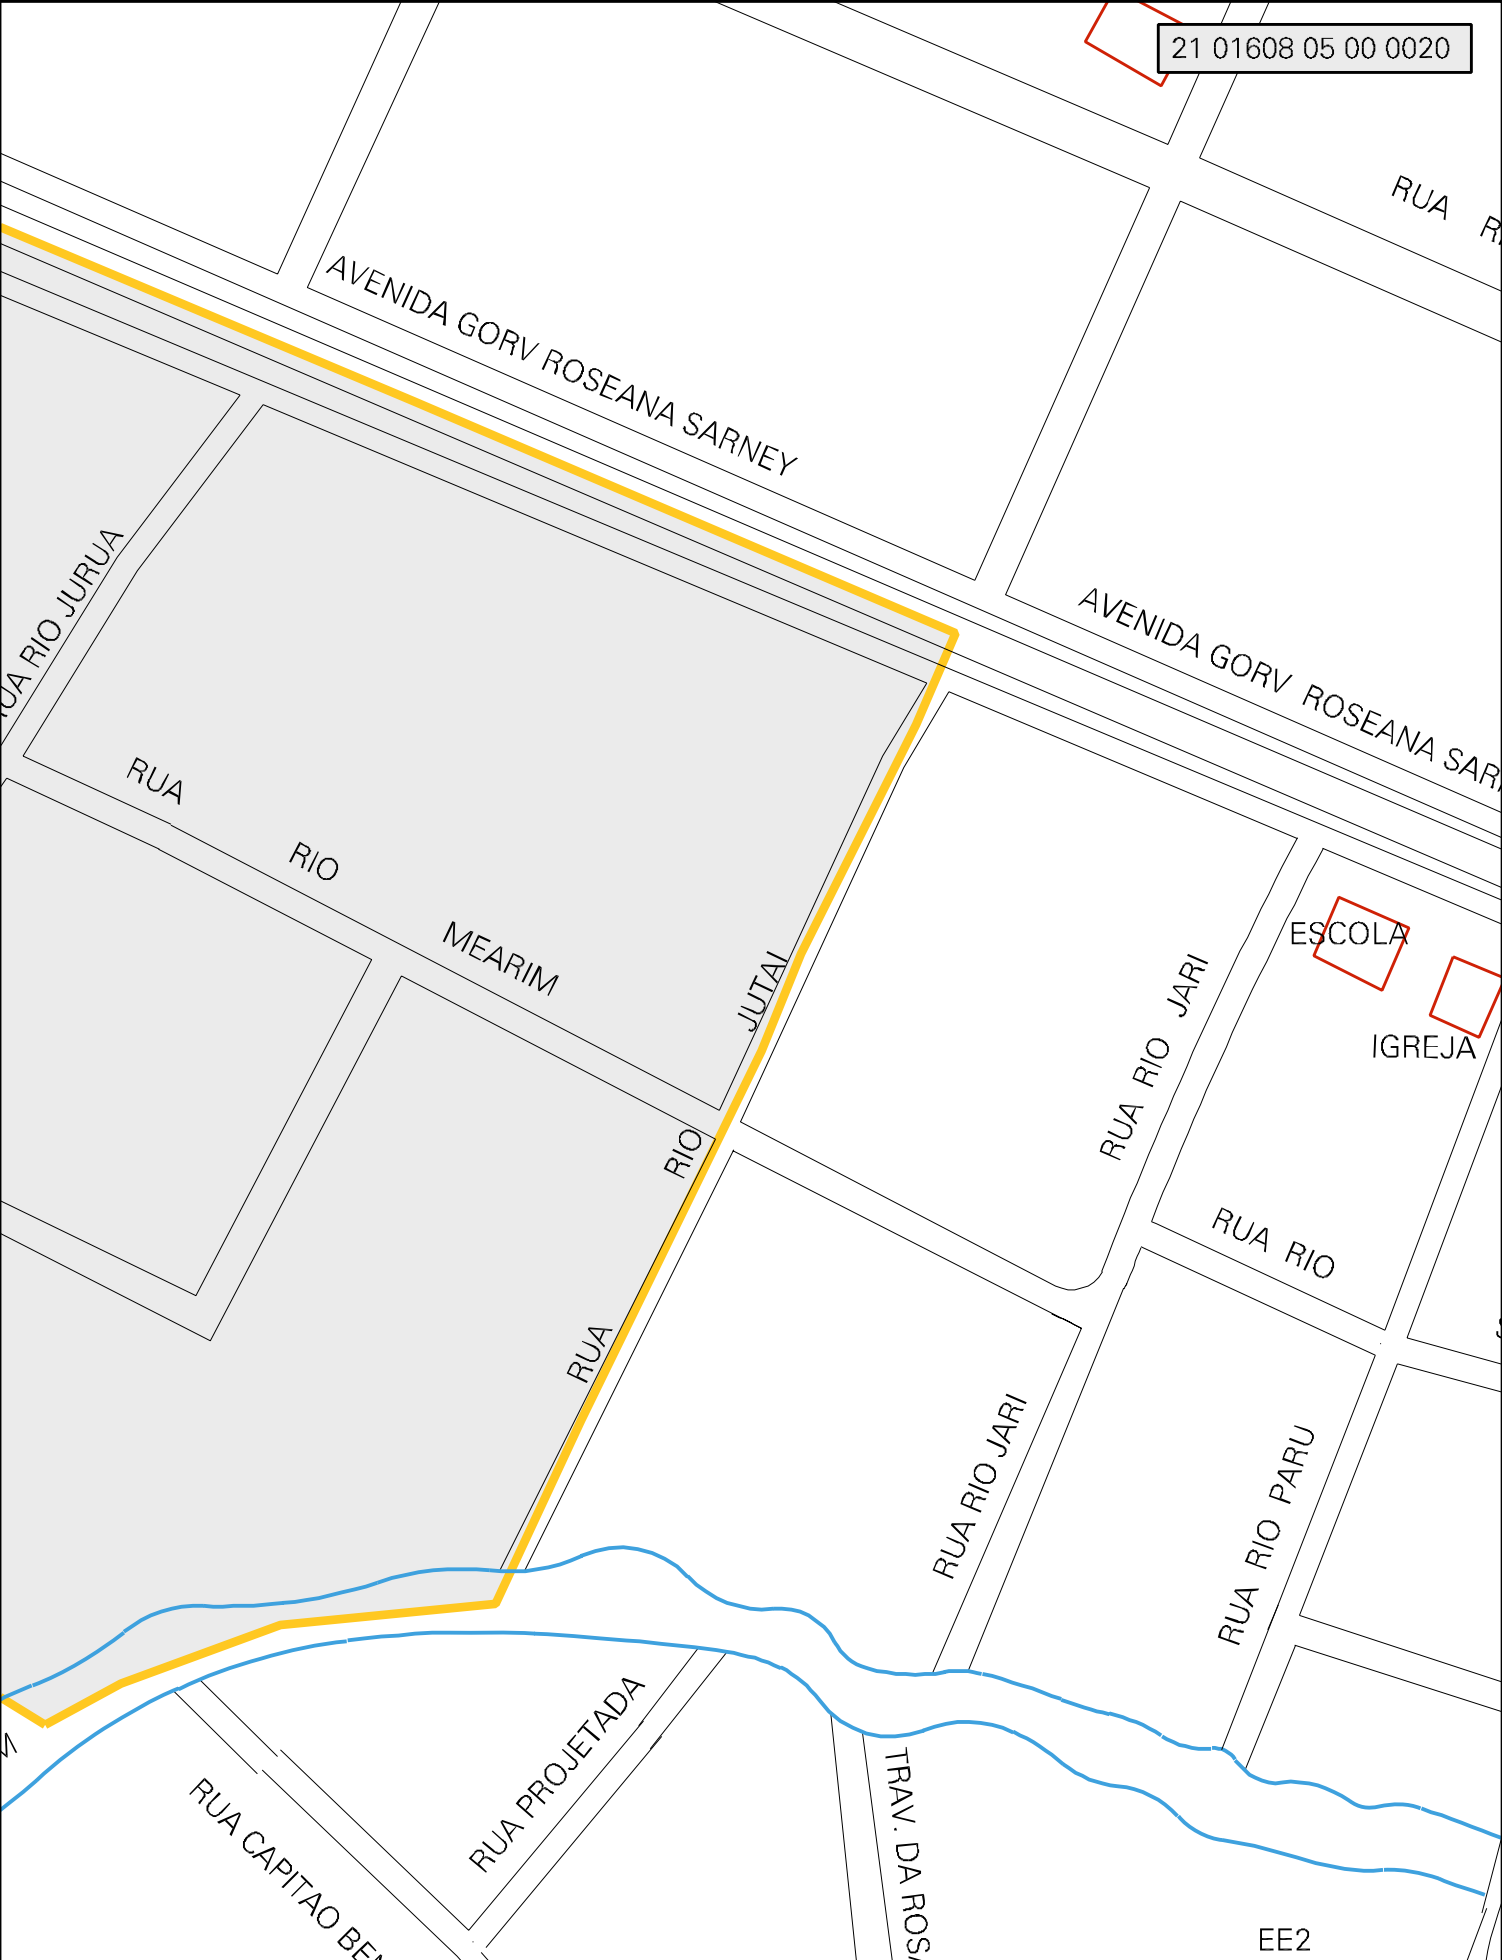 21 01608 05 00 0020
RUA
AVENIDA GORV ROSEANA SARNEY
RUA RIO JURUA
AVENIDA GORV ROSEANA
RUA RIO MEARIM
ESCOLA
IGREJA
RUA RIO JUTAI
RUA RIO JARI
RUA RIO
RUA RIO JARI
RUA RIO PARU
RUA PROJETADA
RUA CAPITAO
TRAV. DA
EE2